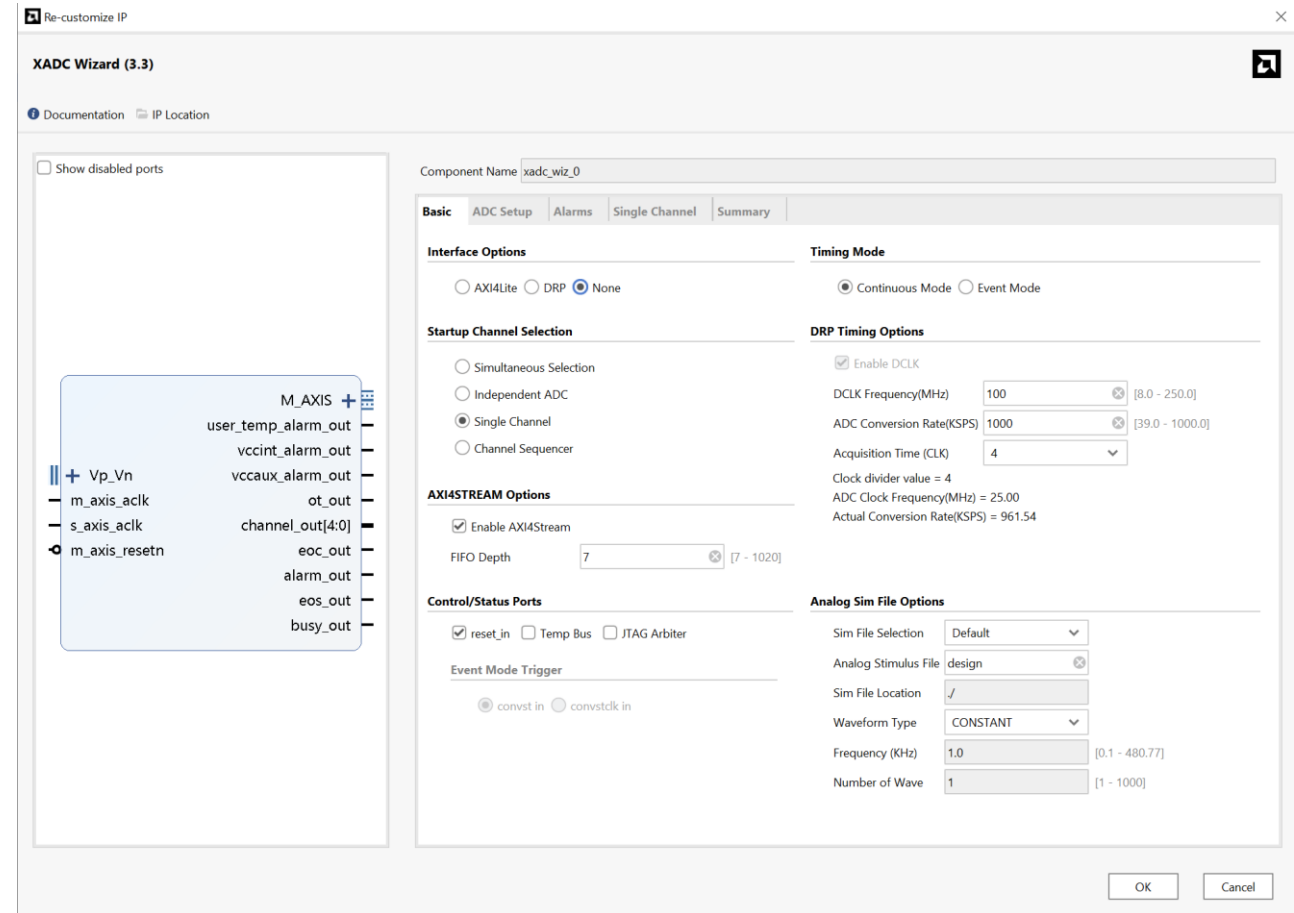 Re-customize IP
XADC Wizard (3.3)
Documentation IP Location
Show disabled ports
M_AXIS
user_temp_alarm_out
vccint_alarm_out
Vp_Vn vccaux_alarm_out
m_axis_aclk ot_out
s_axis_aclk channel_out[4:0]
m_axis_resetn eoc_out
alarm_out
eos_out
busy_out
Component Name xadc_wiz_0
Basic ADC Setup Alarms Single Channel Summary
Interface Options
AXI4Lite DRP None
Startup Channel Selection
Simultaneous Selection
Independent ADC
Single Channel
Channel Sequencer
AXI4STREAM Options
Enable AXI4Stream
FIFO Depth 7 [7 - 1020]
Control/Status Ports
reset_in Temp Bus JTAG Arbiter
Event Mode Trigger
convst in convstclk in
Timing Mode
Continuous Mode Event Mode
DRP Timing Options
Enable DCLK
DCLK Frequency(MHz) 100 [8.0 - 250.0]
ADC Conversion Rate(KSPS) 1000 [39.0 - 1000.0]
Acquisition Time (CLK) 4
Clock divider value = 4
ADC Clock Frequency(MHz) = 25.00
Actual Conversion Rate(KSPS) = 961.54
Analog Sim File Options
Sim File Selection Default
Analog Stimulus File design
Sim File Location ./
Waveform Type CONSTANT
Frequency (KHz) 1.0 [0.1 - 480.77]
Number of Wave 1 [1 - 1000]
OK Cancel